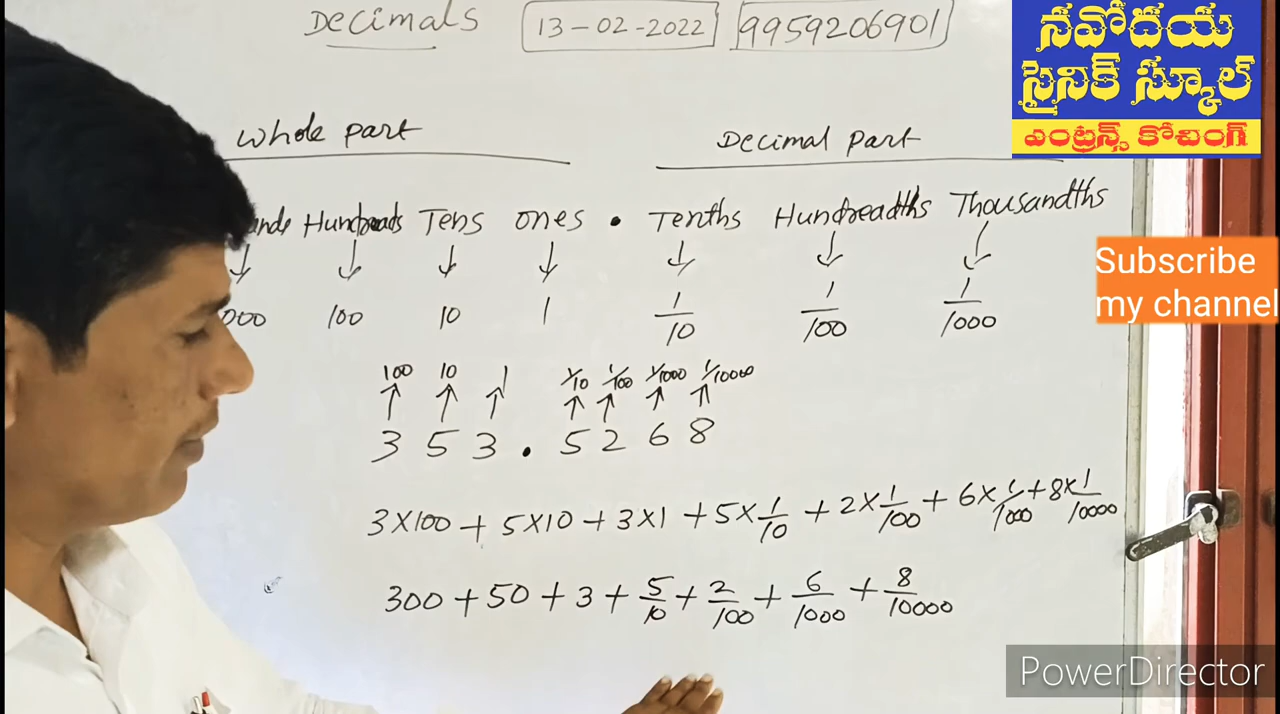 Decimals 13-02-2022 9959206901
నవోదయ
సైనిక్ స్కూల్
ఎంట్రన్స్ కోచింగ్
Whole part Decimal part
Hundreads Tens ones . Tenths Hundreadths Thousandths
100 10 1 1/10 1/100 1/1000
Subscribe
my channel
100 10 1 1/10 1/100 1/1000 1/10000
3 5 3 . 5 2 6 8
3×100 + 5×10 + 3×1 + 5×1/10 + 2×1/100 + 6×1/1000 + 8×1/10000
300 + 50 + 3 + 5/10 + 2/100 + 6/1000 + 8/10000
PowerDirector